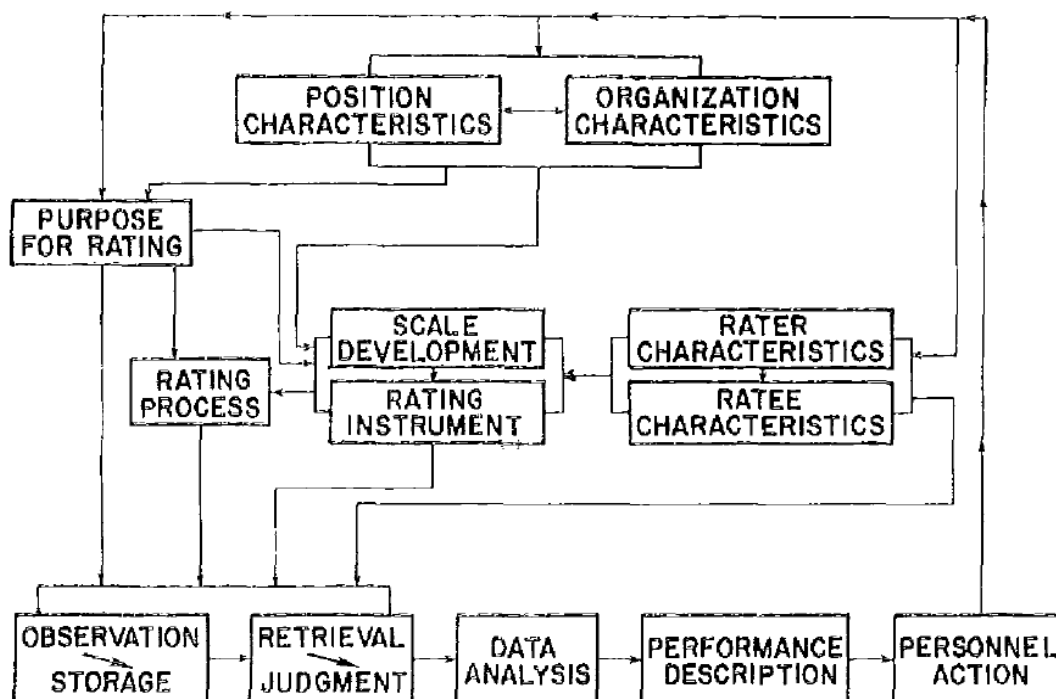 POSITION
CHARACTERISTICS
ORGANIZATION
CHARACTERISTICS
PURPOSE
FOR RATING
SCALE
DEVELOPMENT
RATER
CHARACTERISTICS
RATING
PROCESS
RATING
INSTRUMENT
RATEE
CHARACTERISTICS
OBSERVATION
STORAGE
RETRIEVAL
JUDGMENT
DATA
ANALYSIS
PERFORMANCE
DESCRIPTION
PERSONNEL
ACTION